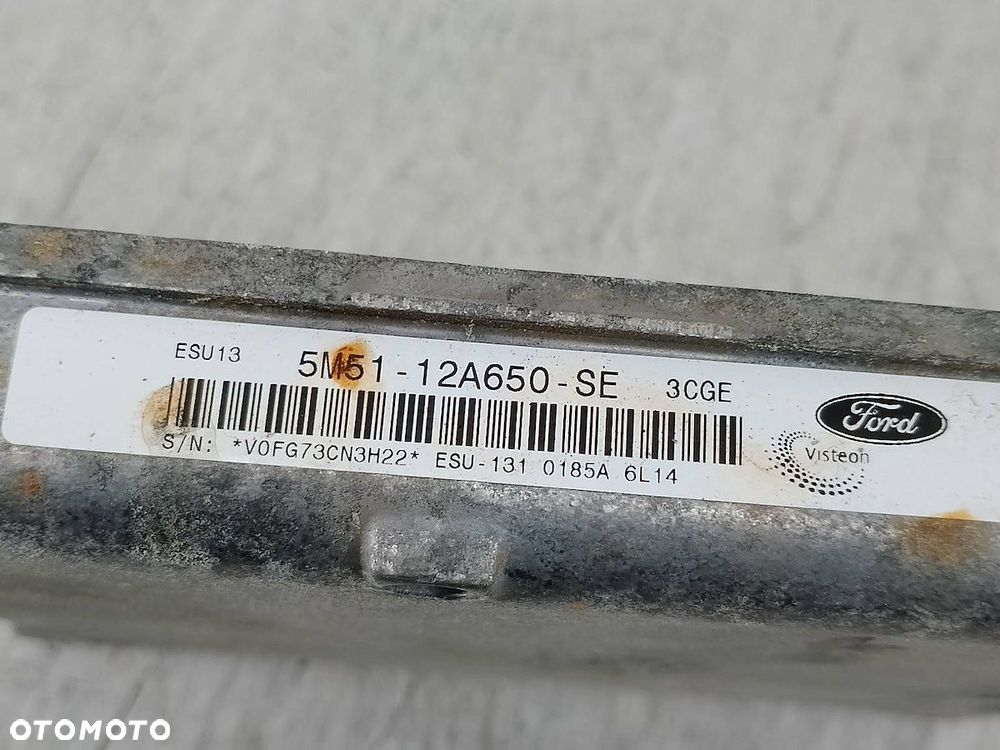 ESU13 5M51-12A650-SE 3CGE
Ford
Visteon
S/N: *V0FG73CN3H22* ESU-131 0185A 6L14
OTOMOTO